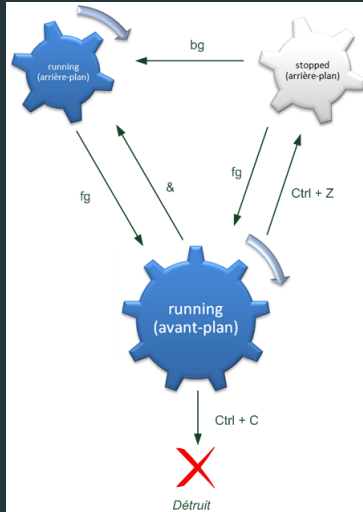 bg
running
(arrière-plan)
stopped
(arrière-plan)
fg
&
fg
Ctrl + Z
running
(avant-plan)
Ctrl + C
Détruit